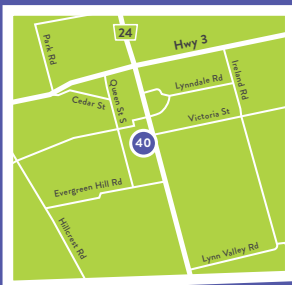 24
Hwy 3
Park Rd
Cedar St
Queen St S
Lynndale Rd
Ireland Rd
Victoria St
40
Evergreen Hill Rd
Hillcrest Rd
Lynn Valley Rd